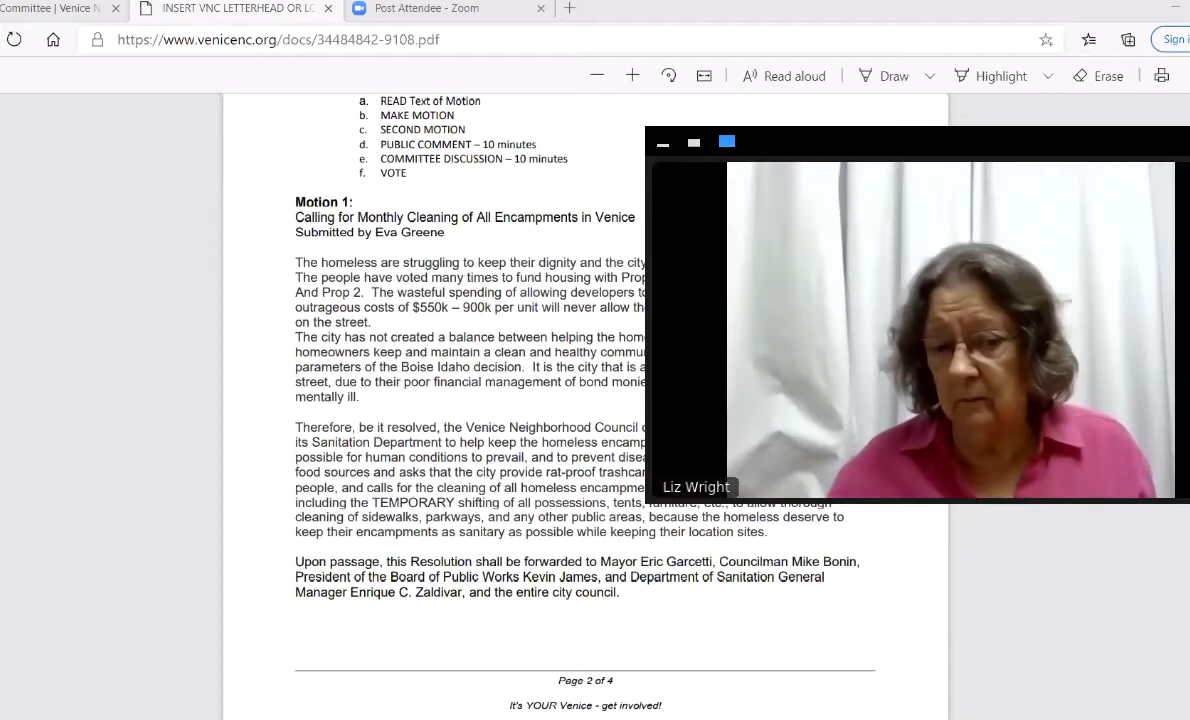 Committee | Venice N
INSERT VNC LETTERHEAD OR LO
Post Attendee - Zoom
https://www.venicenc.org/docs/34484842-9108.pdf
Sign i
Read aloud
Draw
Highlight
Erase
a. READ Text of Motion
b. MAKE MOTION
c. SECOND MOTION
d. PUBLIC COMMENT – 10 minutes
e. COMMITTEE DISCUSSION – 10 minutes
f. VOTE
Motion 1:
Calling for Monthly Cleaning of All Encampments in Venice
Submitted by Eva Greene
The homeless are struggling to keep their dignity and the city
The people have voted many times to fund housing with Prop
And Prop 2. The wasteful spending of allowing developers to
outrageous costs of $550k – 900k per unit will never allow th
on the street.
The city has not created a balance between helping the hom
homeowners keep and maintain a clean and healthy commu
parameters of the Boise Idaho decision. It is the city that is a
street, due to their poor financial management of bond monie
mentally ill.
Therefore, be it resolved, the Venice Neighborhood Council
its Sanitation Department to help keep the homeless encamp
possible for human conditions to prevail, and to prevent disea
food sources and asks that the city provide rat-proof trashcan
people, and calls for the cleaning of all homeless encampme
including the TEMPORARY shifting of all possessions, tents, furniture, etc., to allow thorough
cleaning of sidewalks, parkways, and any other public areas, because the homeless deserve to
keep their encampments as sanitary as possible while keeping their location sites.
Upon passage, this Resolution shall be forwarded to Mayor Eric Garcetti, Councilman Mike Bonin,
President of the Board of Public Works Kevin James, and Department of Sanitation General
Manager Enrique C. Zaldivar, and the entire city council.
Page 2 of 4
It's YOUR Venice - get involved!
Liz Wright